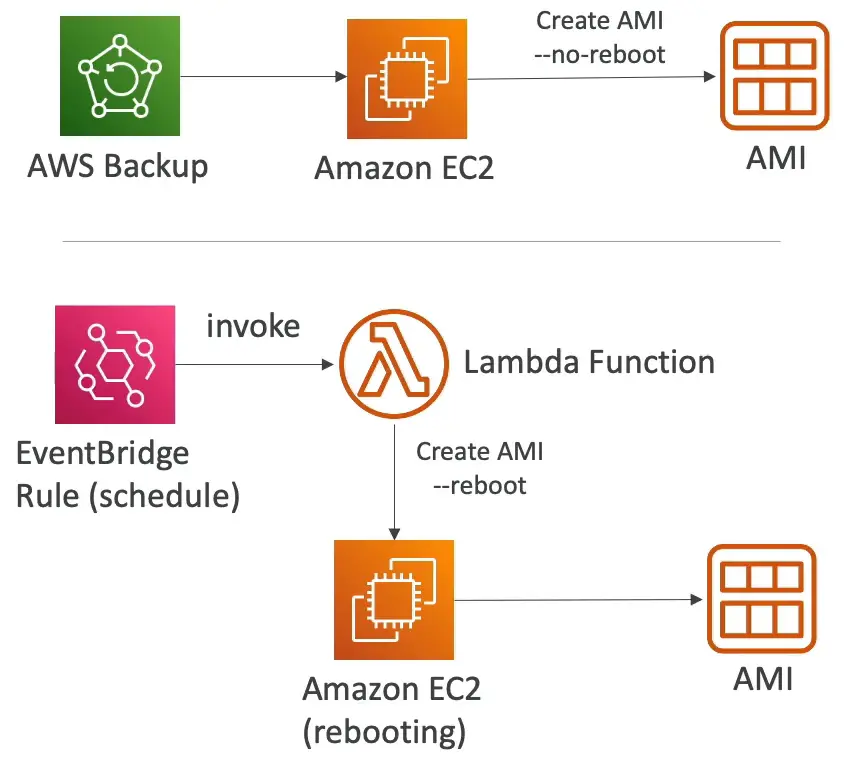 Create AMI
--no-reboot
AWS Backup
Amazon EC2
AMI
invoke
Lambda Function
EventBridge
Rule (schedule)
Create AMI
--reboot
Amazon EC2
(rebooting)
AMI